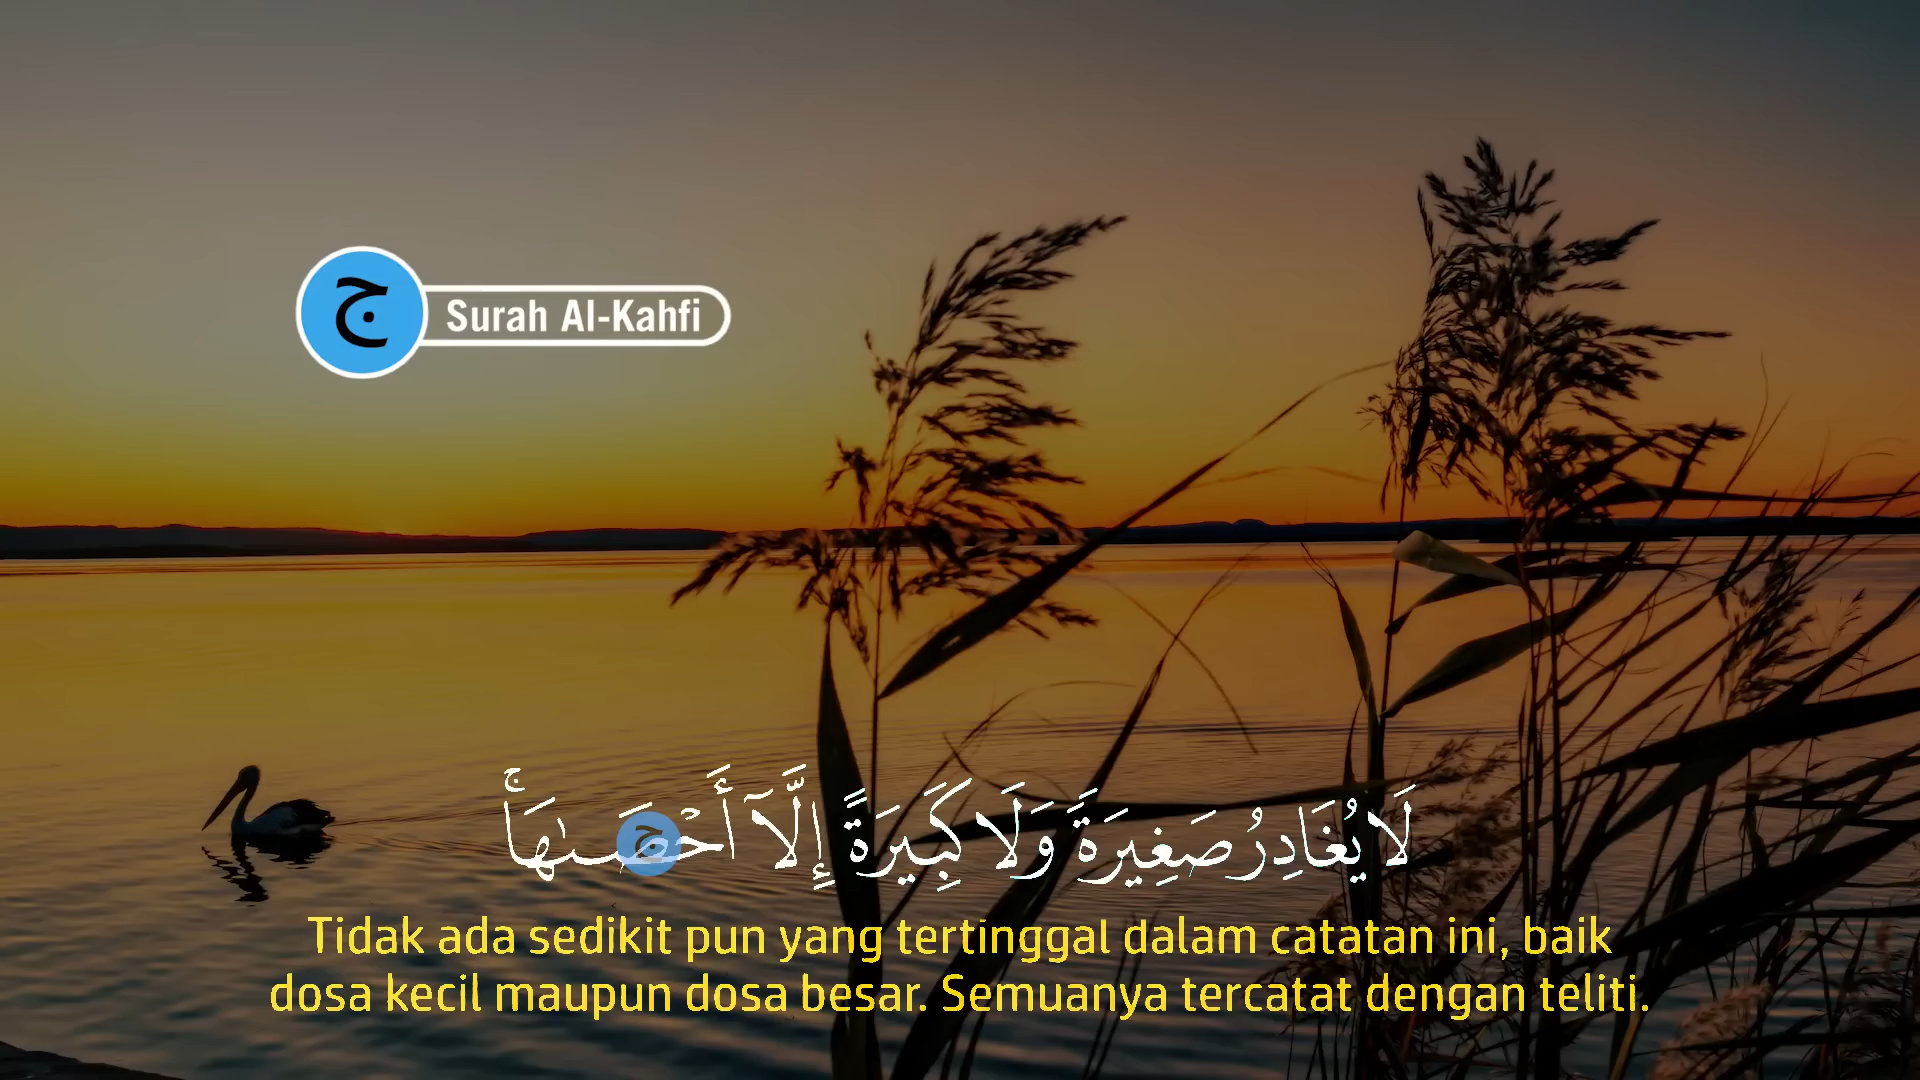 ج
Surah Al-Kahfi
لَا يُغَادِرُ صَغِيرَةً وَلَا كَبِيرَةً إِلَّآ أَحْصَىٰهَا ۚ
ج
Tidak ada sedikit pun yang tertinggal dalam catatan ini, baik
dosa kecil maupun dosa besar. Semuanya tercatat dengan teliti.